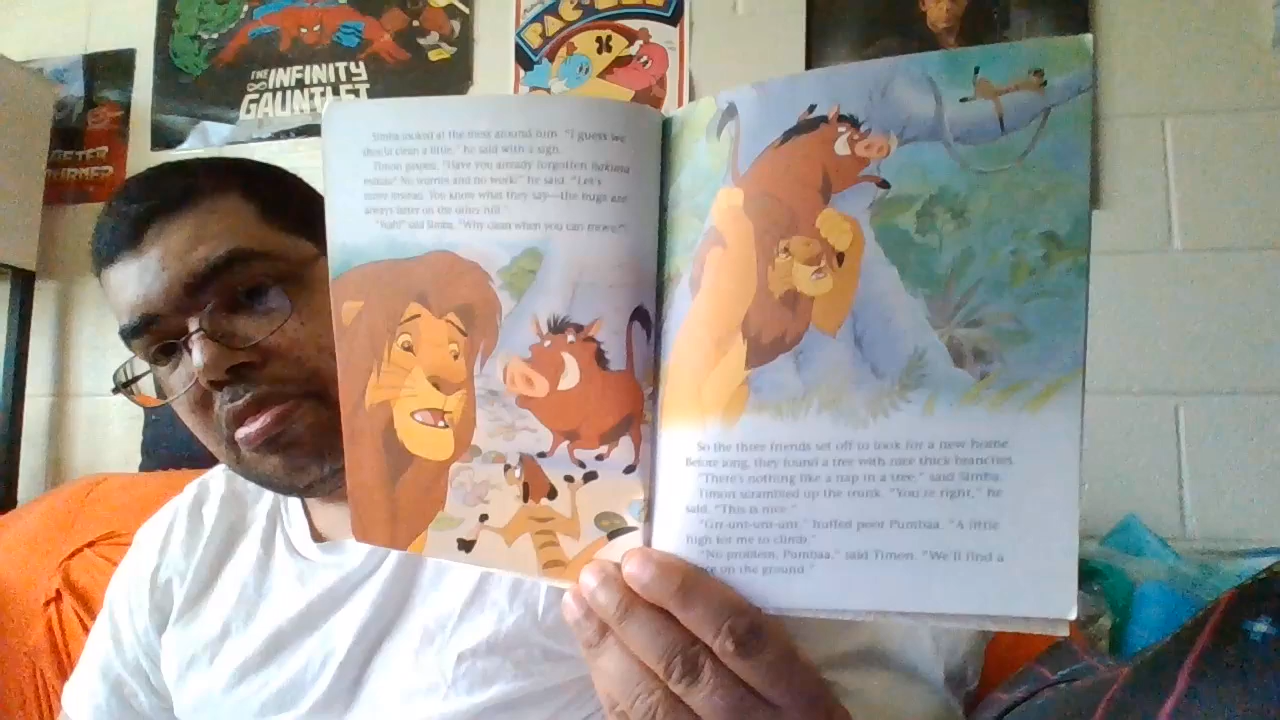 THE
INFINITY
GAUNTLET
PAC-MAN
AFTER
BURNER
Simba looked at the mess around him. "I guess we
should clean a little," he said with a sigh.
Timon gasped. "Have you already forgotten hakuna
matata? No worries and no work!" he said. "Let's
move instead. You know what they say—the bugs are
always better on the other hill."
"Yeah!" said Simba. "Why clean when you can move?"
So the three friends set off to look for a new home.
Before long, they found a tree with nice thick branches.
"There's nothing like a nap in a tree," said Simba.
Timon scrambled up the trunk. "You're right," he
said. "This is nice."
"Grr-unt-unt-unt," huffed poor Pumbaa. "A little
high for me to climb."
"No problem, Pumbaa," said Timon. "We'll find a
place on the ground."